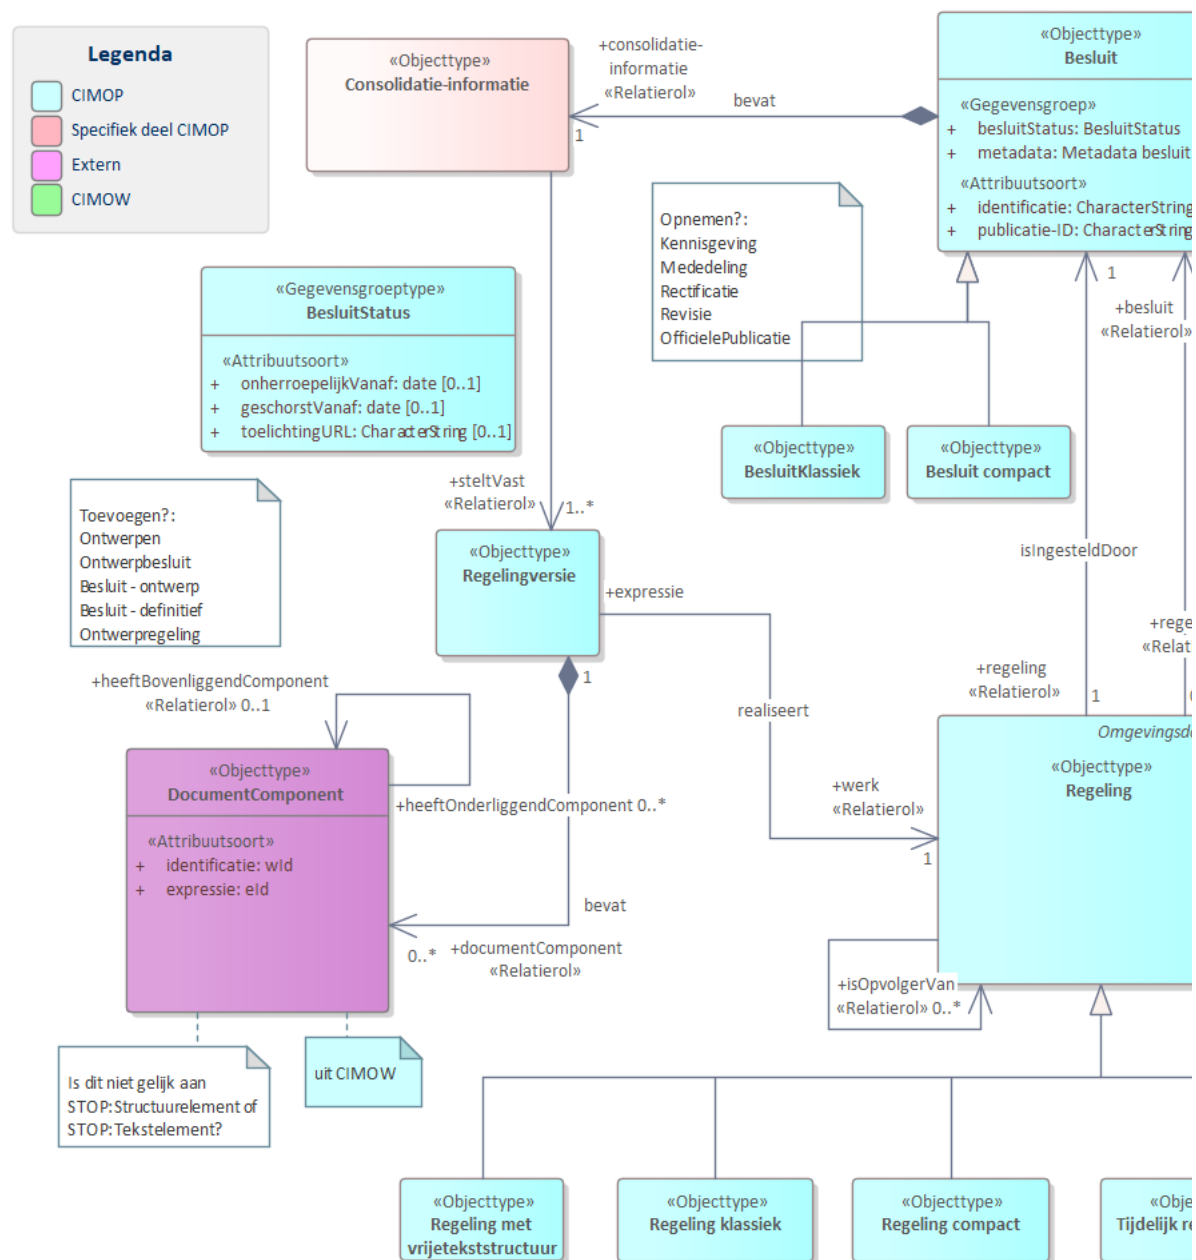 Legenda
CIMOP
Specifiek deel CIMOP
Extern
CIMOW
«Objecttype»
Consolidatie-informatie
+consolidatie-
informatie
«Relatierol»
1
bevat
«Objecttype»
Besluit
«Gegevensgroep»
+ besluitStatus: BesluitStatus
+ metadata: Metadata besluit
«Attribuutsoort»
+ identificatie: CharacterString
+ publicatie-ID: CharacterString
Opnemen?:
Kennisgeving
Mededeling
Rectificatie
Revisie
OfficielePublicatie
1
+besluit
«Relatierol»
«Gegevensgroeptype»
BesluitStatus
«Attribuutsoort»
+ onherroepelijkVanaf: date [0..1]
+ geschorstVanaf: date [0..1]
+ toelichtingURL: CharacterString [0..1]
«Objecttype»
BesluitKlassiek
«Objecttype»
Besluit compact
+steltVast
«Relatierol»
1..*
Toevoegen?:
Ontwerpen
Ontwerpbesluit
Besluit - ontwerp
Besluit - definitief
Ontwerpregeling
«Objecttype»
Regelingversie
+expressie
isIngesteldDoor
+rege
«Relat
+regeling
«Relatierol»
1
1
+heeftBovenliggendComponent
«Relatierol» 0..1
realiseert
«Objecttype»
DocumentComponent
«Attribuutsoort»
+ identificatie: wId
+ expressie: eId
+heeftOnderliggendComponent 0..*
+werk
«Relatierol»
1
Omgevingsdo
«Objecttype»
Regeling
bevat
0..*
+documentComponent
«Relatierol»
+isOpvolgerVan
«Relatierol» 0..*
Is dit niet gelijk aan
STOP:Structuurelement of
STOP:Tekstelement?
uit CIMOW
«Objecttype»
Regeling met
vrijetekststructuur
«Objecttype»
Regeling klassiek
«Objecttype»
Regeling compact
«Obje
Tijdelijk re